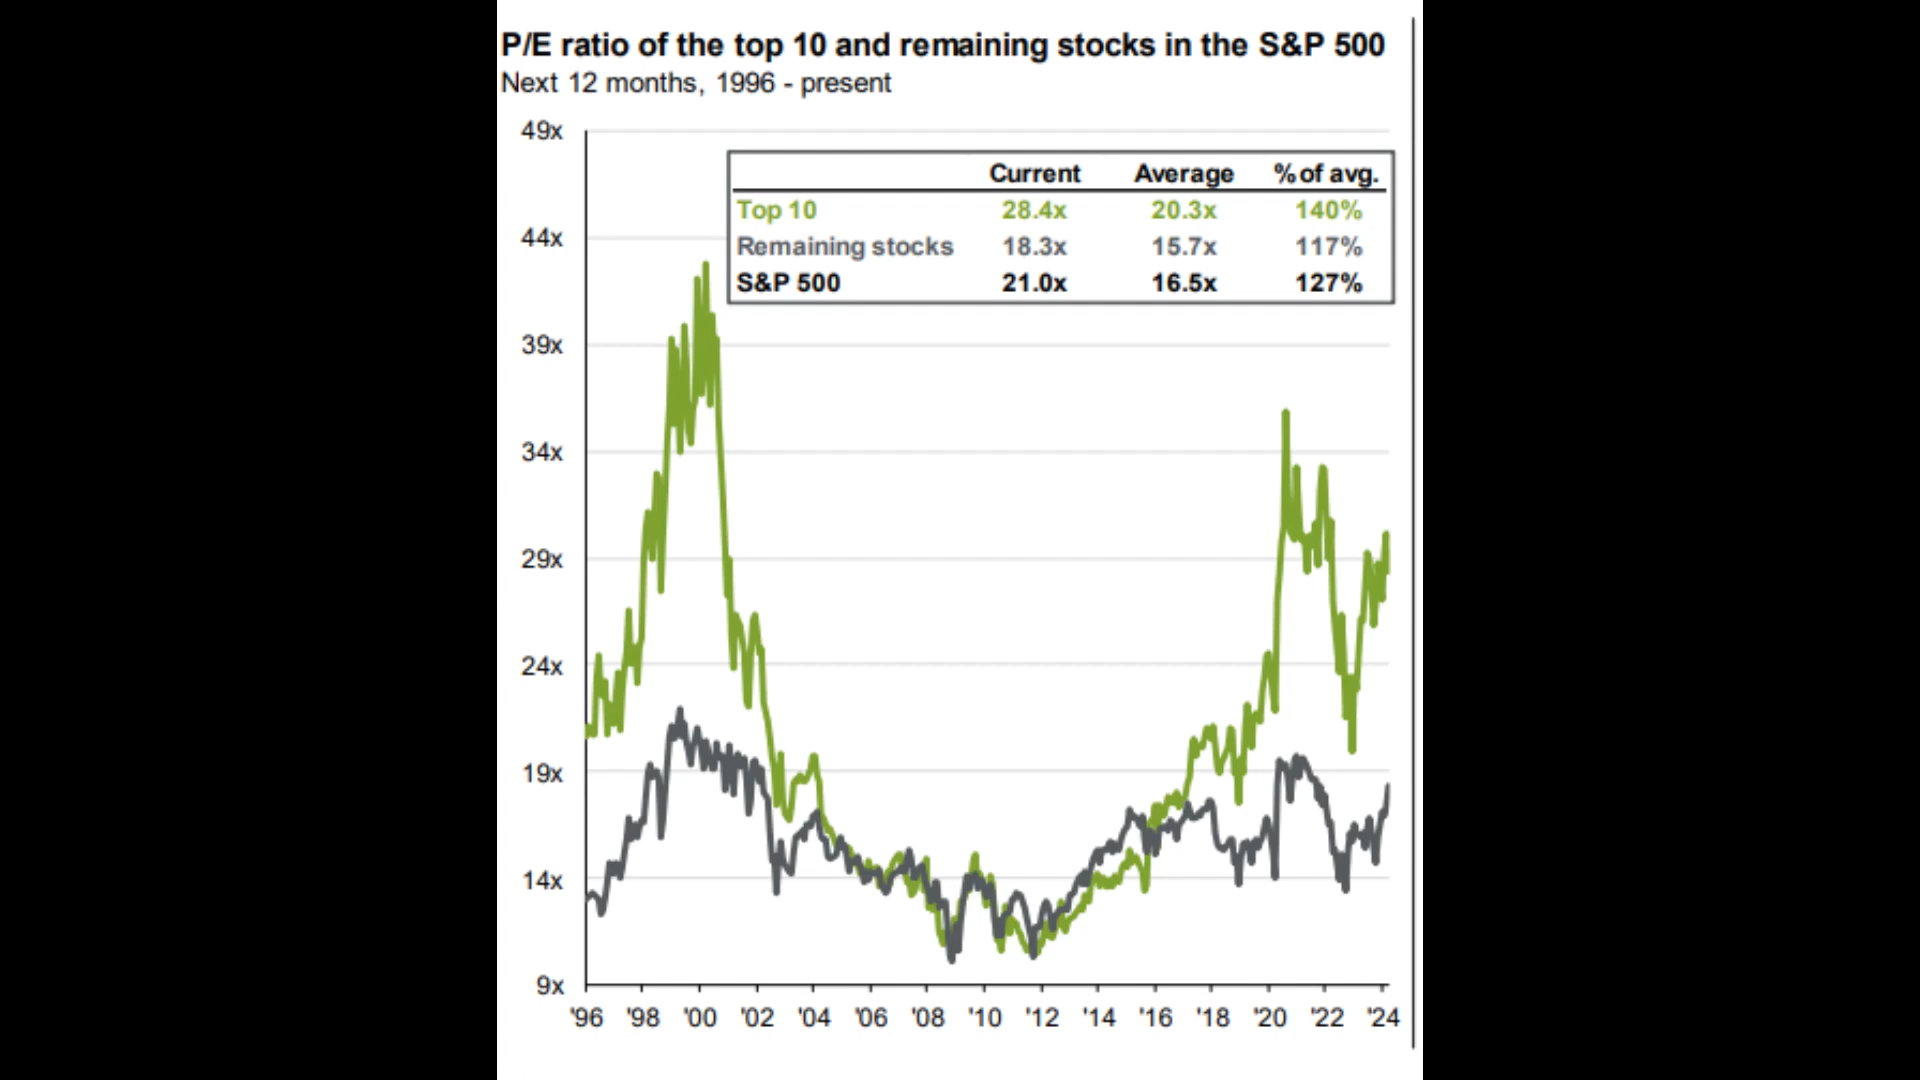 P/E ratio of the top 10 and remaining stocks in the S&P 500
Next 12 months, 1996 - present
49x
Current Average % of avg.
Top 10 28.4x 20.3x 140%
44x
Remaining stocks 18.3x 15.7x 117%
S&P 500 21.0x 16.5x 127%
39x
34x
29x
24x
19x
14x
9x
'96 '98 '00 '02 '04 '06 '08 '10 '12 '14 '16 '18 '20 '22 '24